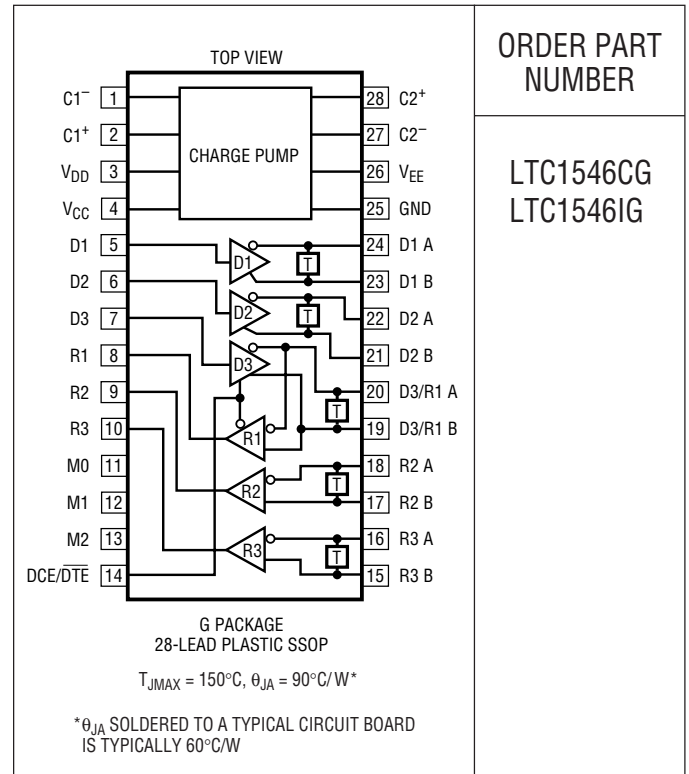 TOP VIEW
ORDER PART
NUMBER
C1⁻ 1
28 C2⁺
C1⁺ 2
27 C2⁻
CHARGE PUMP
V_DD 3
26 V_EE
V_CC 4
25 GND
D1 5
24 D1 A
D1
T
23 D1 B
D2 6
D2
T
22 D2 A
D3 7
21 D2 B
R1 8
D3
20 D3/R1 A
R2 9
T
R3 10
R1
19 D3/R1 B
M0 11
18 R2 A
R2
T
M1 12
17 R2 B
M2 13
16 R3 A
R3
T
DCE/D̅T̅E̅ 14
15 R3 B
G PACKAGE
28-LEAD PLASTIC SSOP
T_JMAX = 150°C, θ_JA = 90°C/W*
*θ_JA SOLDERED TO A TYPICAL CIRCUIT BOARD
IS TYPICALLY 60°C/W
LTC1546CG
LTC1546IG